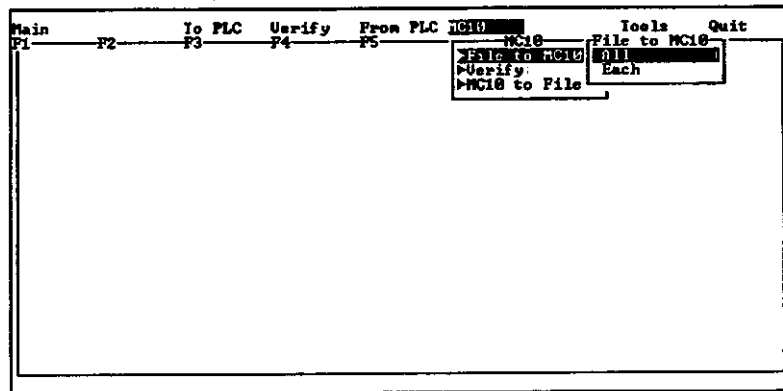 Main To PLC Verify From PLC MC10 Tools Quit
F1 F2 F3 F4 F5 MC10 File to MC10
►File to MC10 All
►Verify Each
►MC10 to File